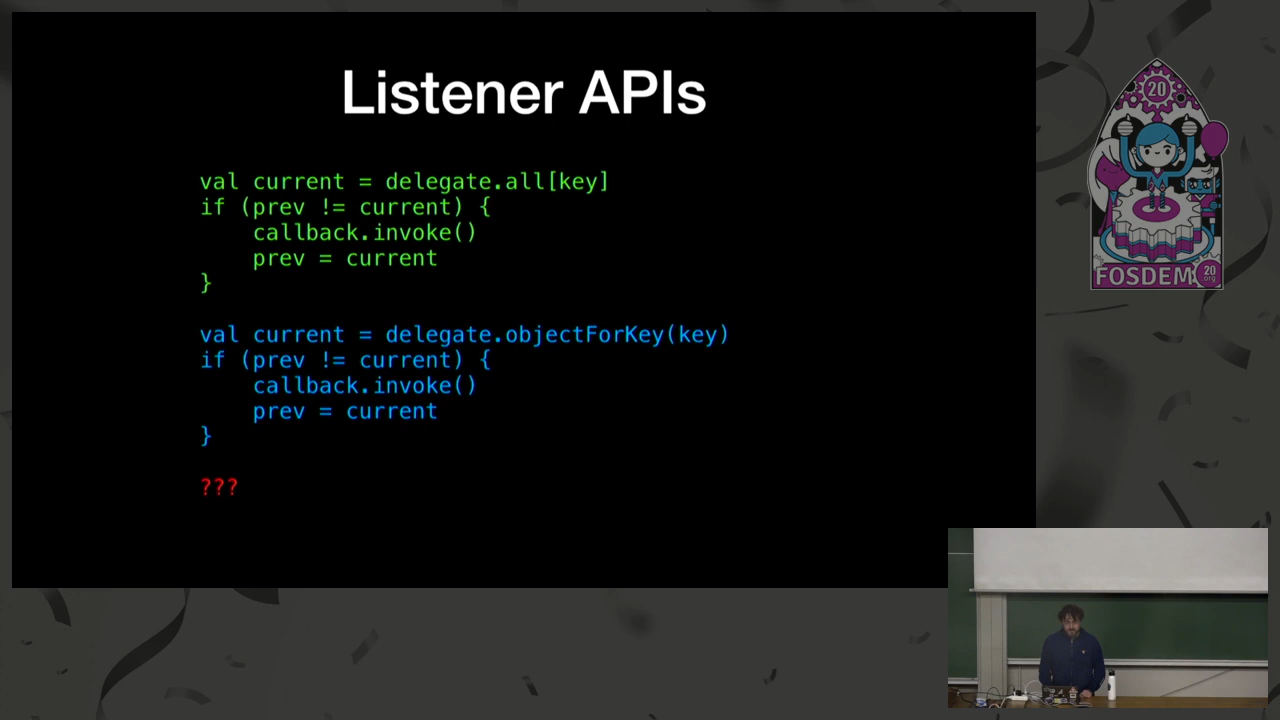 Listener APIs
val current = delegate.all[key]
if (prev != current) {
    callback.invoke()
    prev = current
}
val current = delegate.objectForKey(key)
if (prev != current) {
    callback.invoke()
    prev = current
}
???
20
FOSDEM
20
org